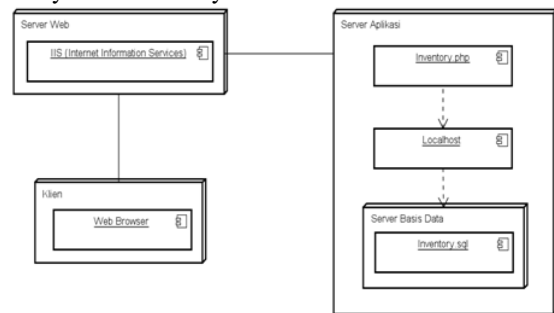 Server Web
IIS (Internet Information Services)
Klien
Web Browser
Server Aplikasi
Inventory.php
Localhost
Server Basis Data
Inventory.sql